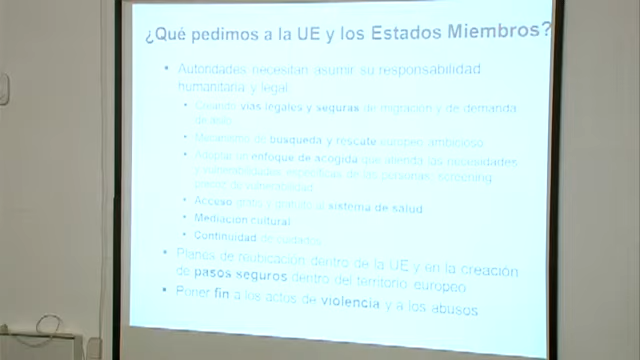 ¿Qué pedimos a la UE y los Estados Miembros?
• Autoridades necesitan asumir su responsabilidad
humanitaria y legal
• Creando vías legales y seguras de migración y de demanda
de asilo
• Mecanismo de búsqueda y rescate europeo ambicioso
• Adoptar un enfoque de acogida que atienda las necesidades
y vulnerabilidades específicas de las personas: screening
de vulnerabilidad
• Acceso gratuito al sistema de salud
• Mediación cultural
• Continuidad de cuidados
• Planes de reubicación dentro de la UE y en la creación
de pasos seguros dentro del territorio europeo
• Poner fin a los actos de violencia y a los abusos